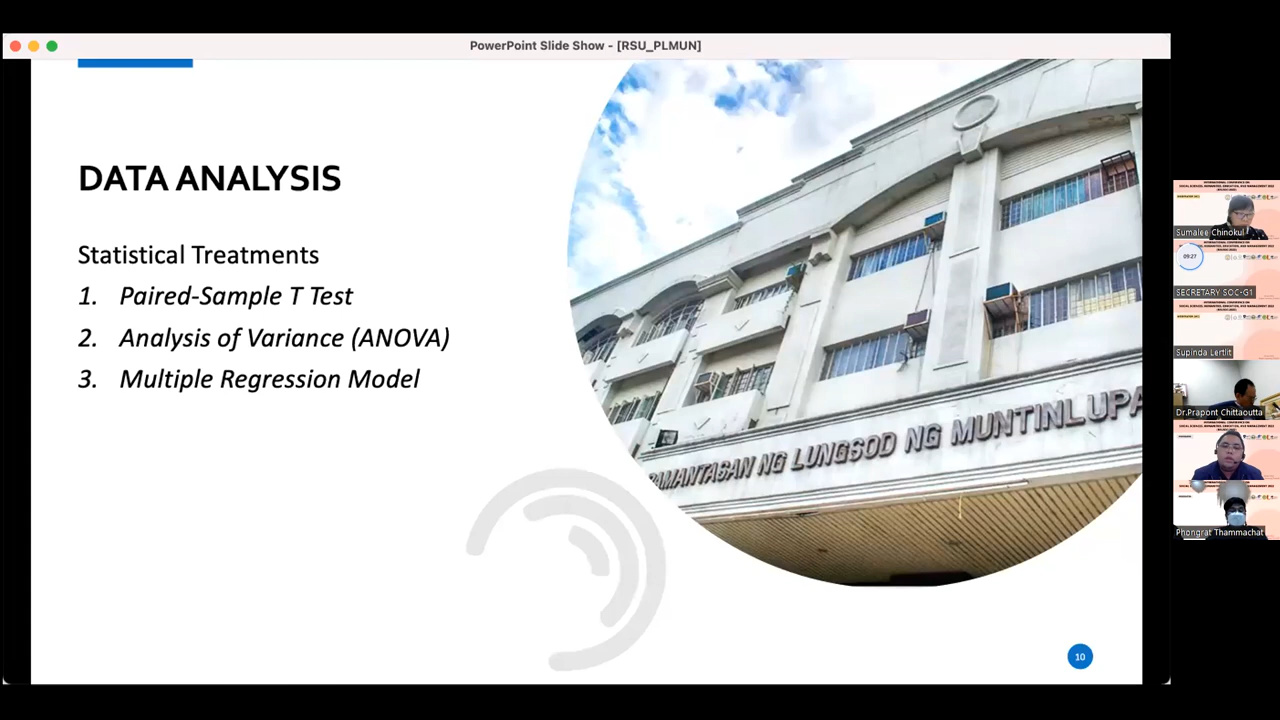 PowerPoint Slide Show - [RSU_PLMUN]
DATA ANALYSIS
Statistical Treatments
1. Paired-Sample T Test
2. Analysis of Variance (ANOVA)
3. Multiple Regression Model
PAMANTASAN NG LUNGSOD NG MUNTINLUPA
10
Sumalee Chinokul
09:27
SECRETARY SOC-G1
Supinda Lertlit
Dr.Prapont Chittaoutta
Phongrat Thammachat